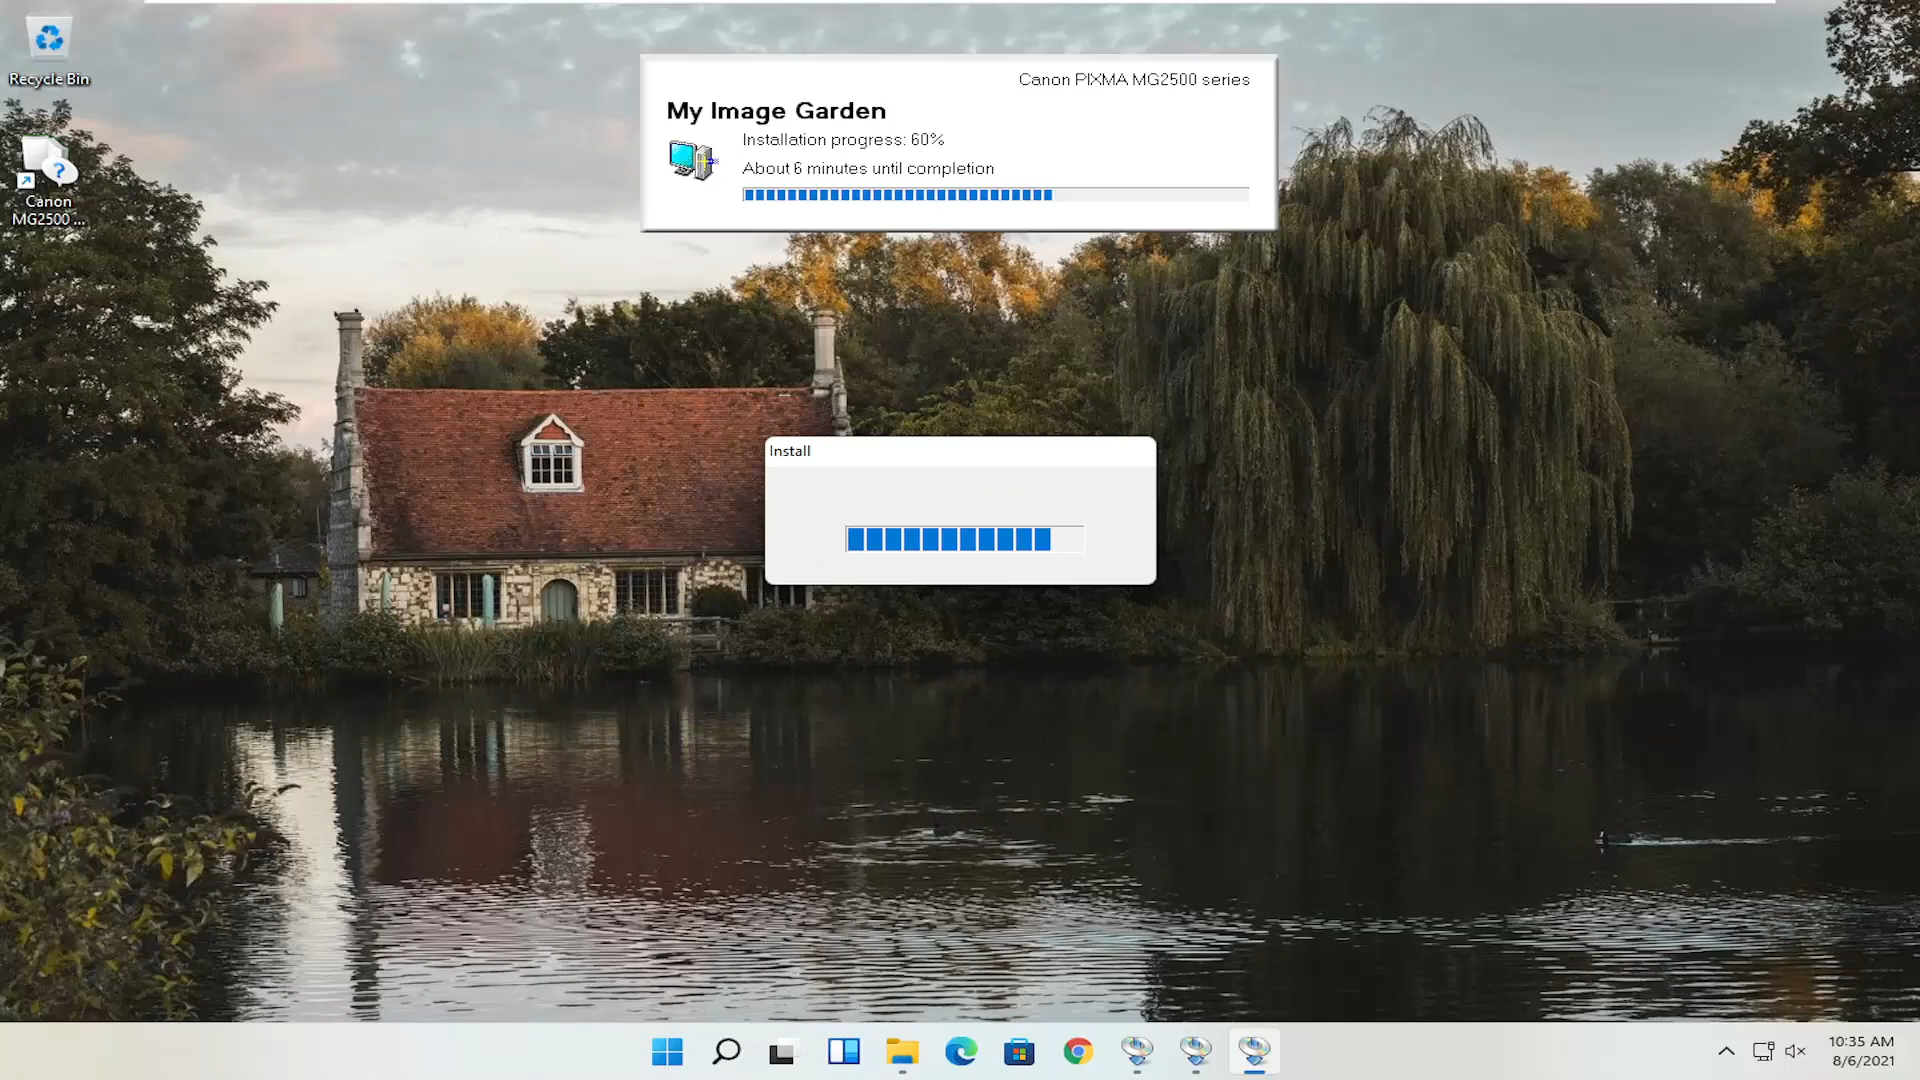 Recycle Bin
Canon
MG2500 ...
Canon PIXMA MG2500 series
My Image Garden
Installation progress: 60%
About 6 minutes until completion
Install
10:35 AM
8/6/2021